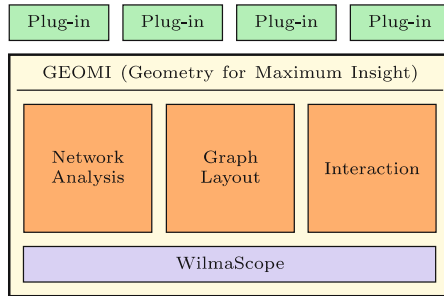 Plug-in Plug-in Plug-in Plug-in
GEOMI (Geometry for Maximum Insight)
Network
Analysis
Graph
Layout
Interaction
WilmaScope